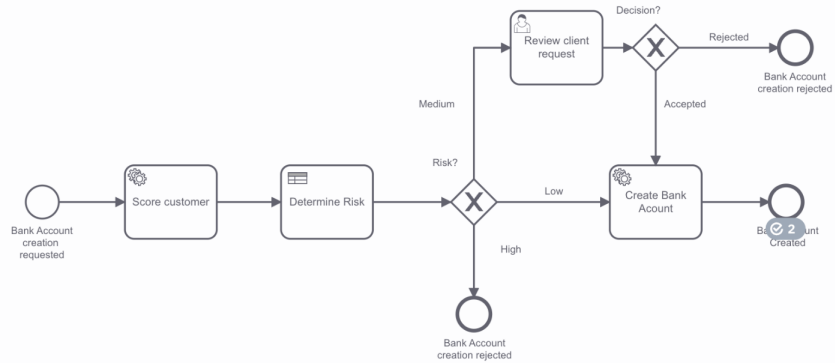 Decision?
Review client
request
Rejected
Bank Account
creation rejected
Medium
Accepted
Risk?
Score customer
Determine Risk
Low
Create Bank
Acount
Bank Account
creation
requested
2
Created
High
Bank Account
creation rejected